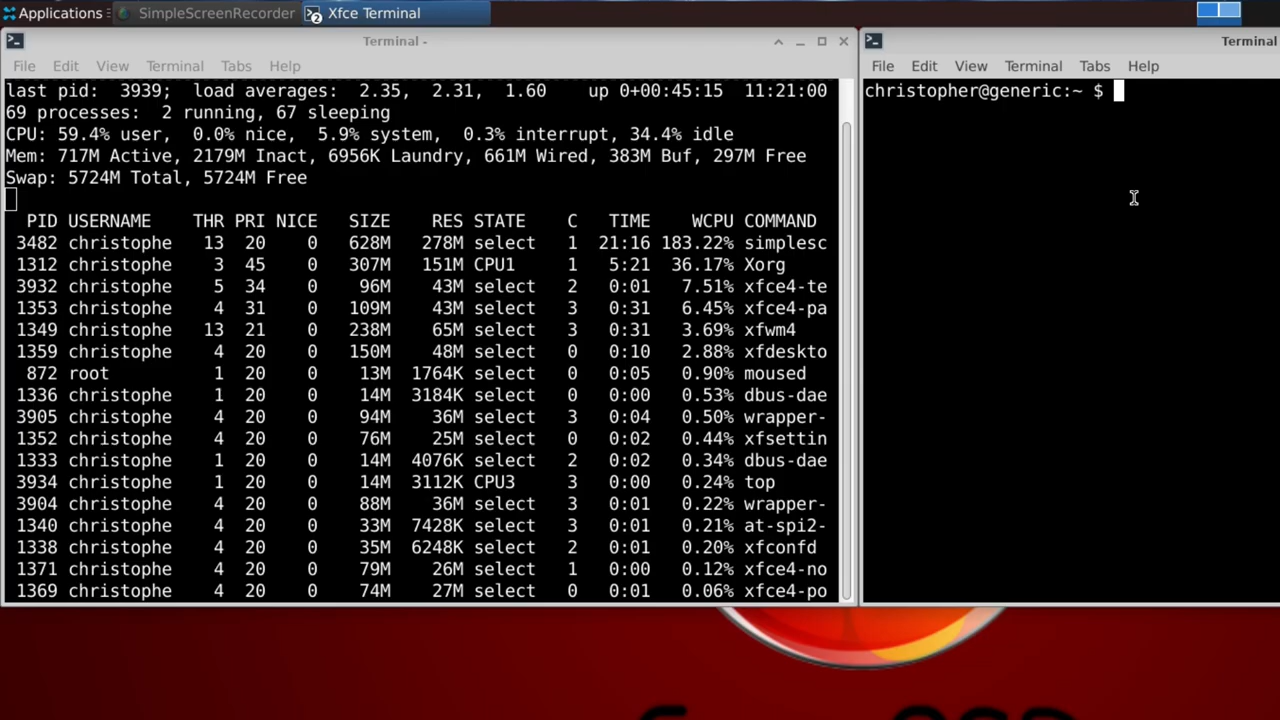 Applications
SimpleScreenRecorder
2
Xfce Terminal
Terminal -
File Edit View Terminal Tabs Help
last pid: 3939; load averages: 2.35, 2.31, 1.60 up 0+00:45:15 11:21:00
69 processes: 2 running, 67 sleeping
CPU: 59.4% user, 0.0% nice, 5.9% system, 0.3% interrupt, 34.4% idle
Mem: 717M Active, 2179M Inact, 6956K Laundry, 661M Wired, 383M Buf, 297M Free
Swap: 5724M Total, 5724M Free
PID USERNAME THR PRI NICE SIZE RES STATE C TIME WCPU COMMAND
3482 christophe 13 20 0 628M 278M select 1 21:16 183.22% simplesc
1312 christophe 3 45 0 307M 151M CPU1 1 5:21 36.17% Xorg
3932 christophe 5 34 0 96M 43M select 2 0:01 7.51% xfce4-te
1353 christophe 4 31 0 109M 43M select 3 0:31 6.45% xfce4-pa
1349 christophe 13 21 0 238M 65M select 3 0:31 3.69% xfwm4
1359 christophe 4 20 0 150M 48M select 0 0:10 2.88% xfdeskto
872 root 1 20 0 13M 1764K select 0 0:05 0.90% moused
1336 christophe 1 20 0 14M 3184K select 0 0:00 0.53% dbus-dae
3905 christophe 4 20 0 94M 36M select 3 0:04 0.50% wrapper-
1352 christophe 4 20 0 76M 25M select 0 0:02 0.44% xfsettin
1333 christophe 1 20 0 14M 4076K select 2 0:02 0.34% dbus-dae
3934 christophe 1 20 0 14M 3112K CPU3 3 0:00 0.24% top
3904 christophe 4 20 0 88M 36M select 3 0:01 0.22% wrapper-
1340 christophe 4 20 0 33M 7428K select 3 0:01 0.21% at-spi2-
1338 christophe 4 20 0 35M 6248K select 2 0:01 0.20% xfconfd
1371 christophe 4 20 0 79M 26M select 1 0:00 0.12% xfce4-no
1369 christophe 4 20 0 74M 27M select 3 0:01 0.06% xfce4-po
Terminal
File Edit View Terminal Tabs Help
christopher@generic:~ $